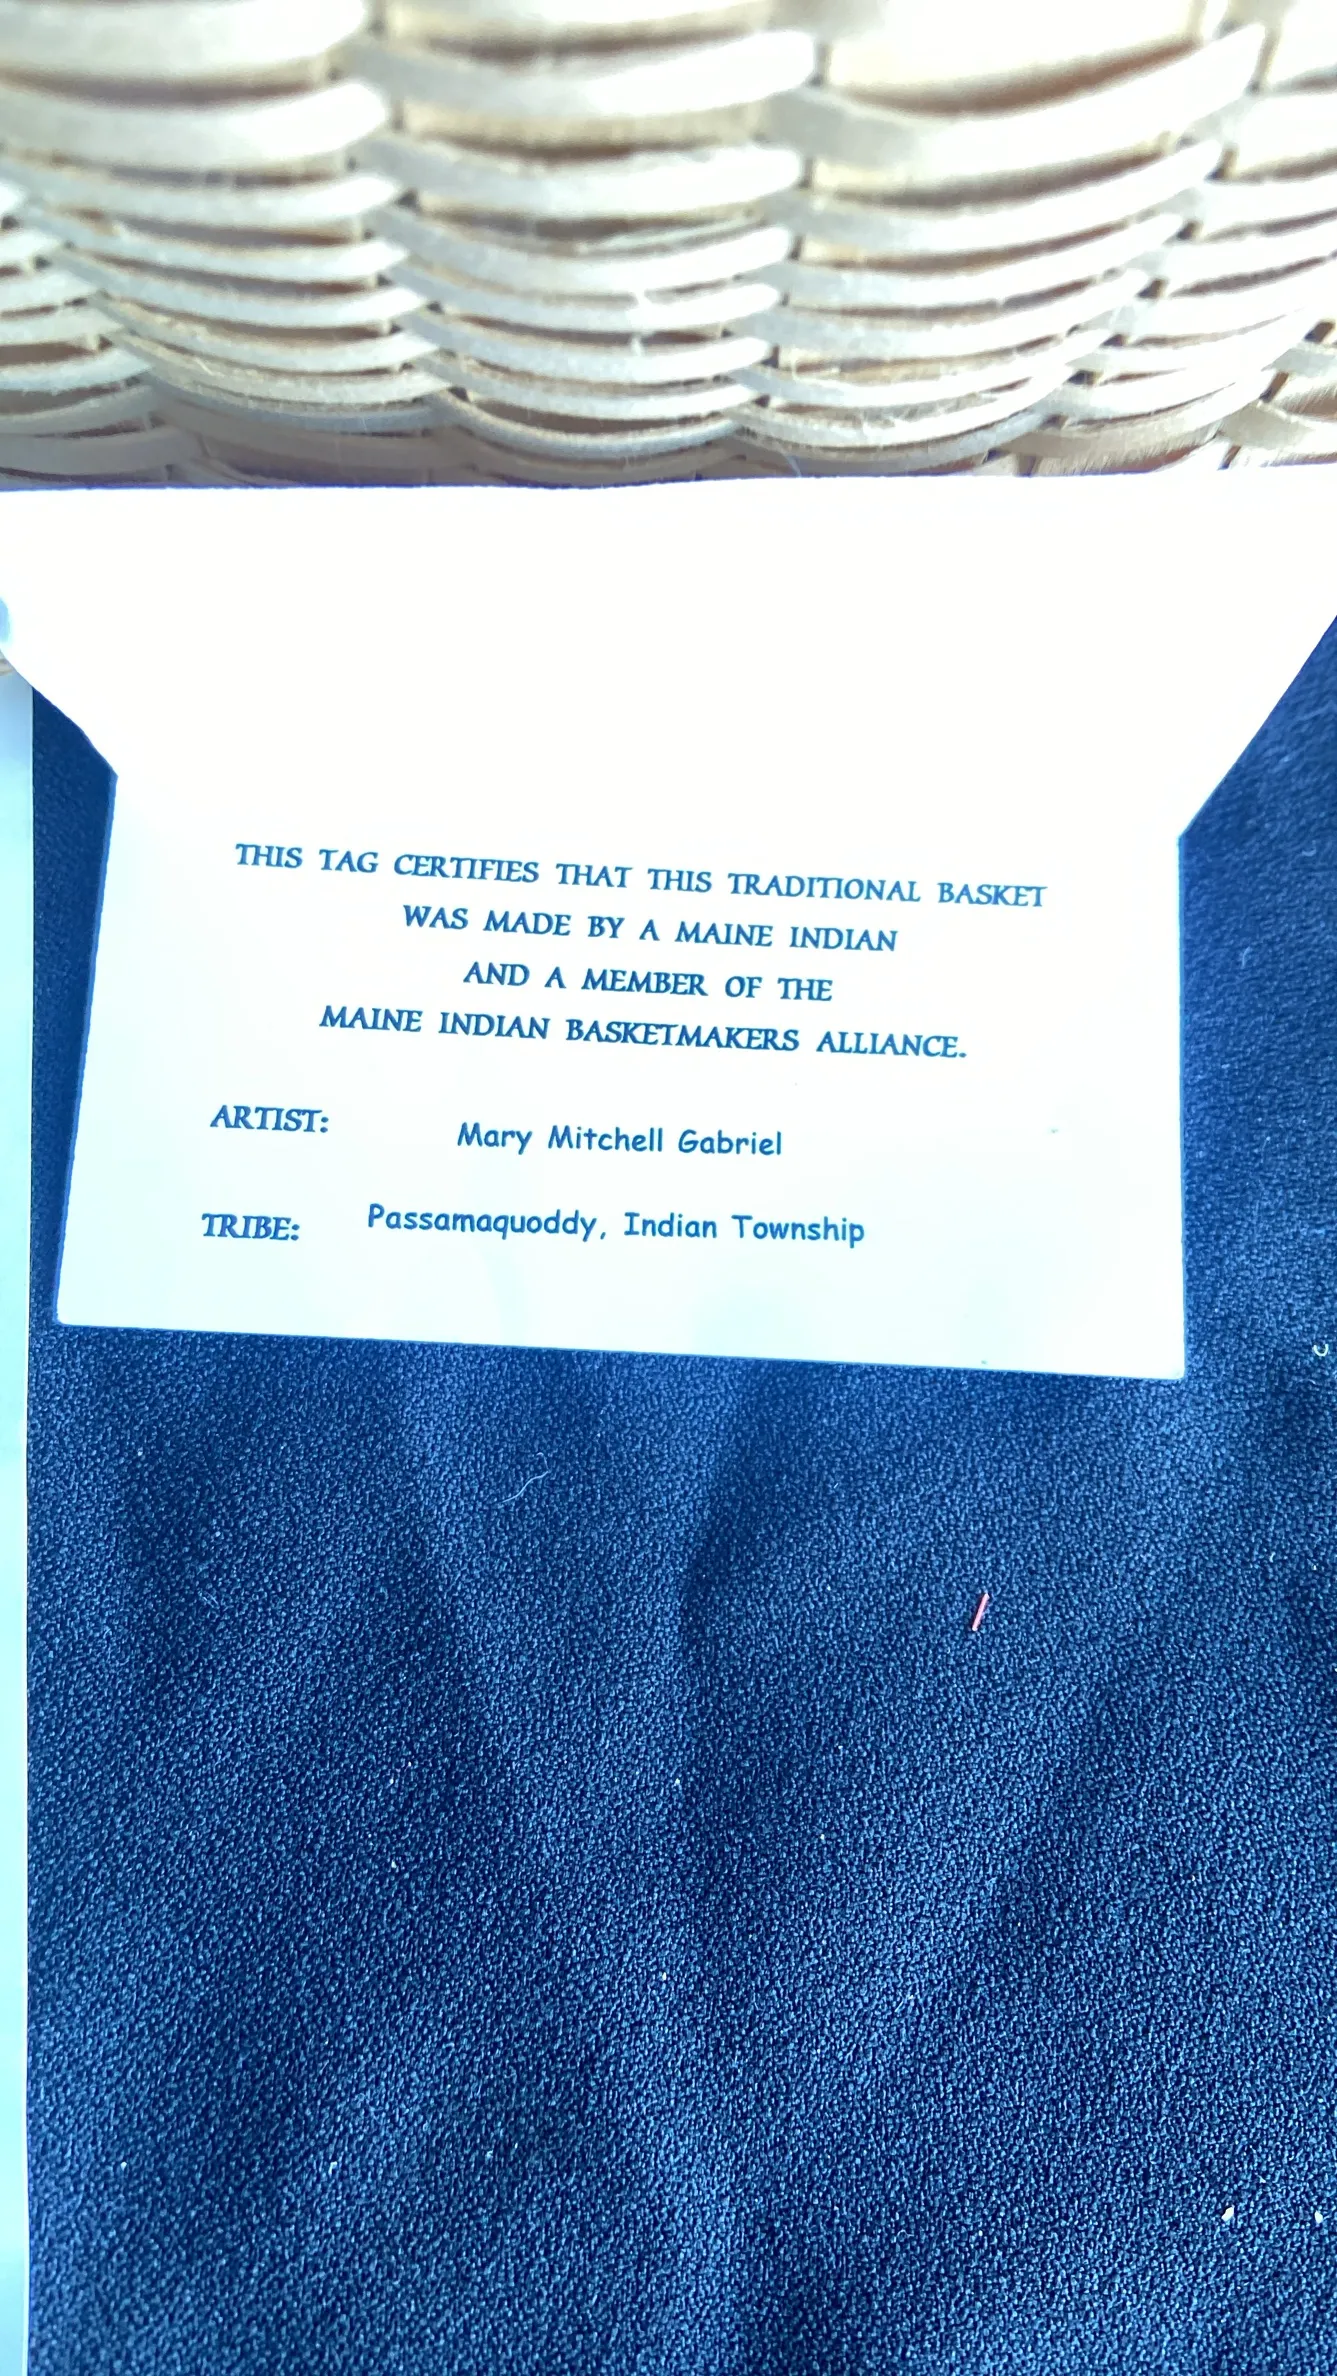 THIS TAG CERTIFIES THAT THIS TRADITIONAL BASKET
WAS MADE BY A MAINE INDIAN
AND A MEMBER OF THE
MAINE INDIAN BASKETMAKERS ALLIANCE.
ARTIST: Mary Mitchell Gabriel
TRIBE: Passamaquoddy, Indian Township